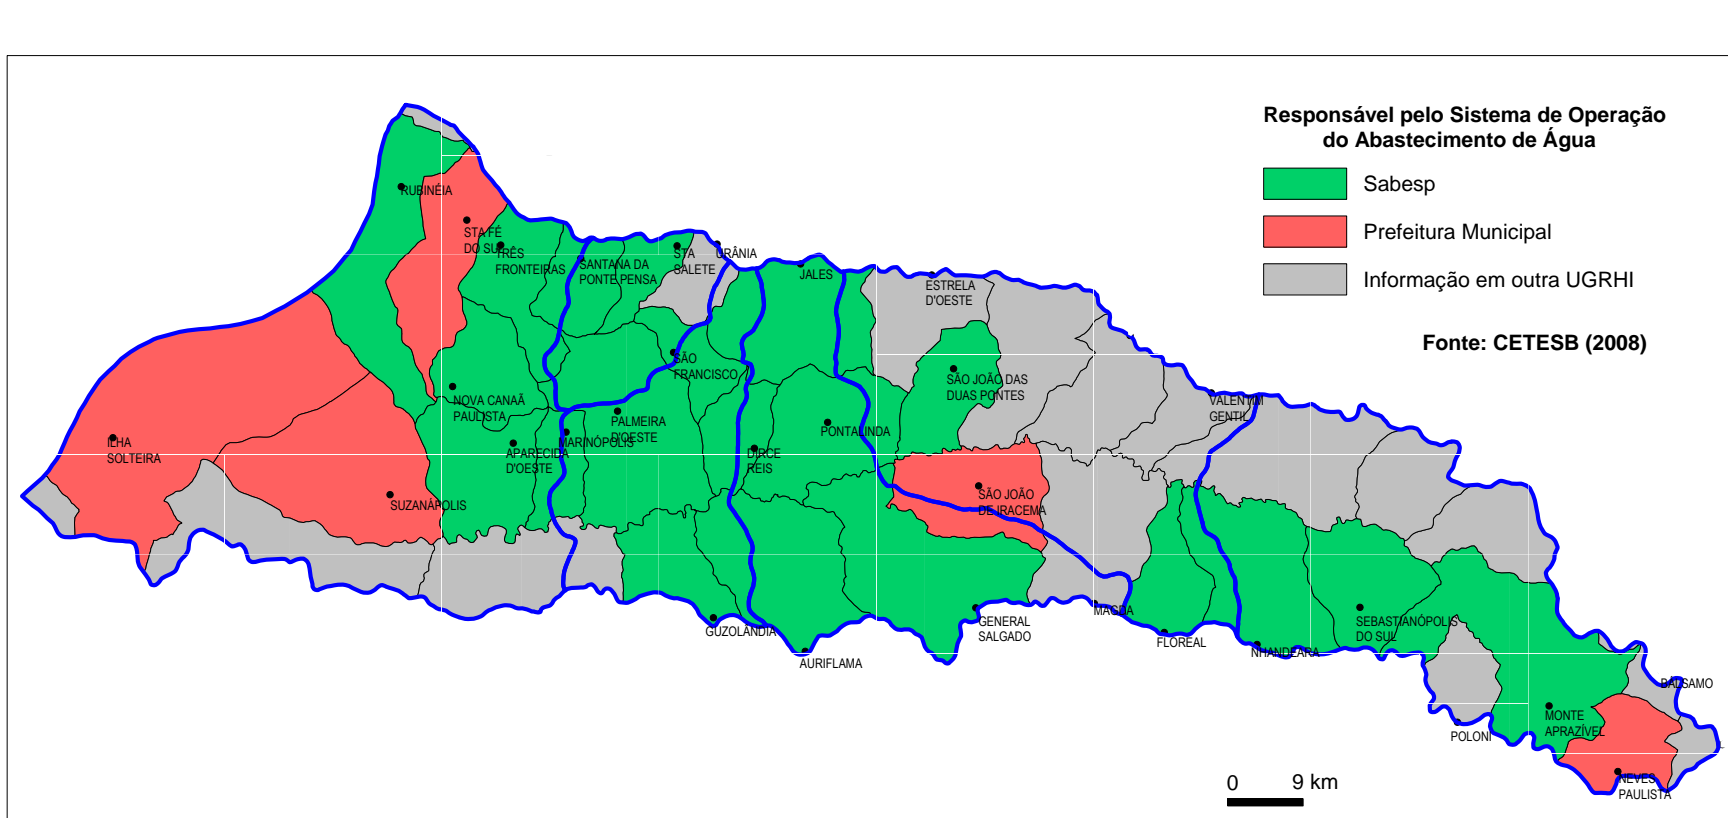 Responsável pelo Sistema de Operação
do Abastecimento de Água
Sabesp
Prefeitura Municipal
Informação em outra UGRHI
Fonte: CETESB (2008)
RUBINÉIA
STA FÉ
DO SUL
TRÊS
FRONTEIRAS
SANTANA DA
PONTE PENSA
STA
SALETE
URÂNIA
JALES
ESTRELA
D'OESTE
SÃO
FRANCISCO
SÃO JOÃO DAS
DUAS PONTES
NOVA CANAÃ
PAULISTA
VALENTIM
GENTIL
PALMEIRA
D'OESTE
PONTALINDA
MARINÓPOLIS
ILHA
SOLTEIRA
APARECIDA
D'OESTE
DIRCE
REIS
SUZANÁPOLIS
SÃO JOÃO
DE IRACEMA
MAGDA
GENERAL
SALGADO
SEBASTIANÓPOLIS
DO SUL
GUZOLÂNDIA
FLOREAL
NHANDEARA
AURIFLAMA
BÁLSAMO
MONTE
APRAZÍVEL
POLONI
NEVES
PAULISTA
0 9 km